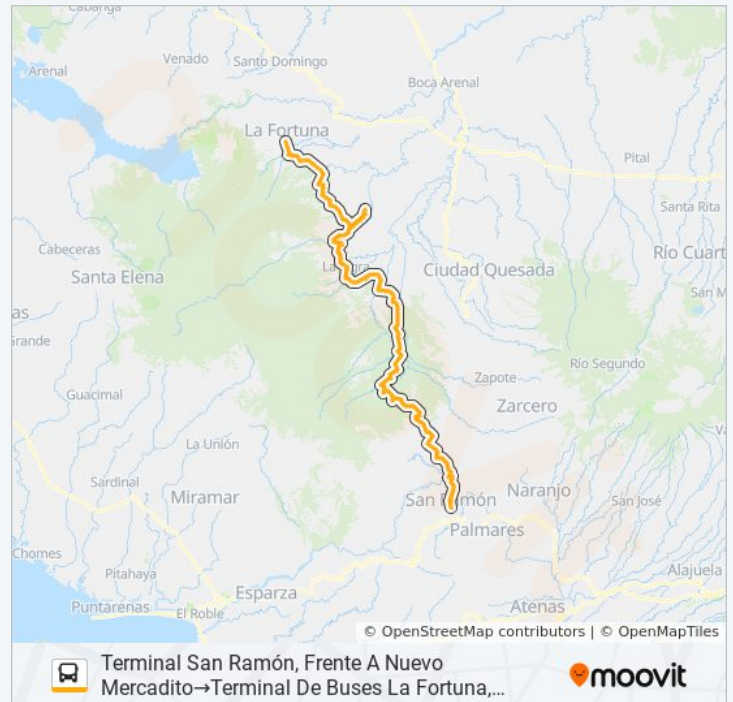 Cabanga
Venado
Santo Domingo
Arenal
Boca Arenal
La Fortuna
Pital
Santa Rita
Cabeceras
Río Cuart
Santa Elena
Ciudad Quesada
San M
as
Grande
Río Segundo
Zapote
Guacimal
Zarcero
La Unión
Sardinal
Miramar
San Ramón
Naranjo
San José
Palmares
Chomes
Pitahaya
Alajuela
Puntarenas
El Roble
Esparza
Atenas
© OpenStreetMap contributors | © OpenMapTiles
Terminal San Ramón, Frente A Nuevo
Mercadito→Terminal De Buses La Fortuna,...
moovit